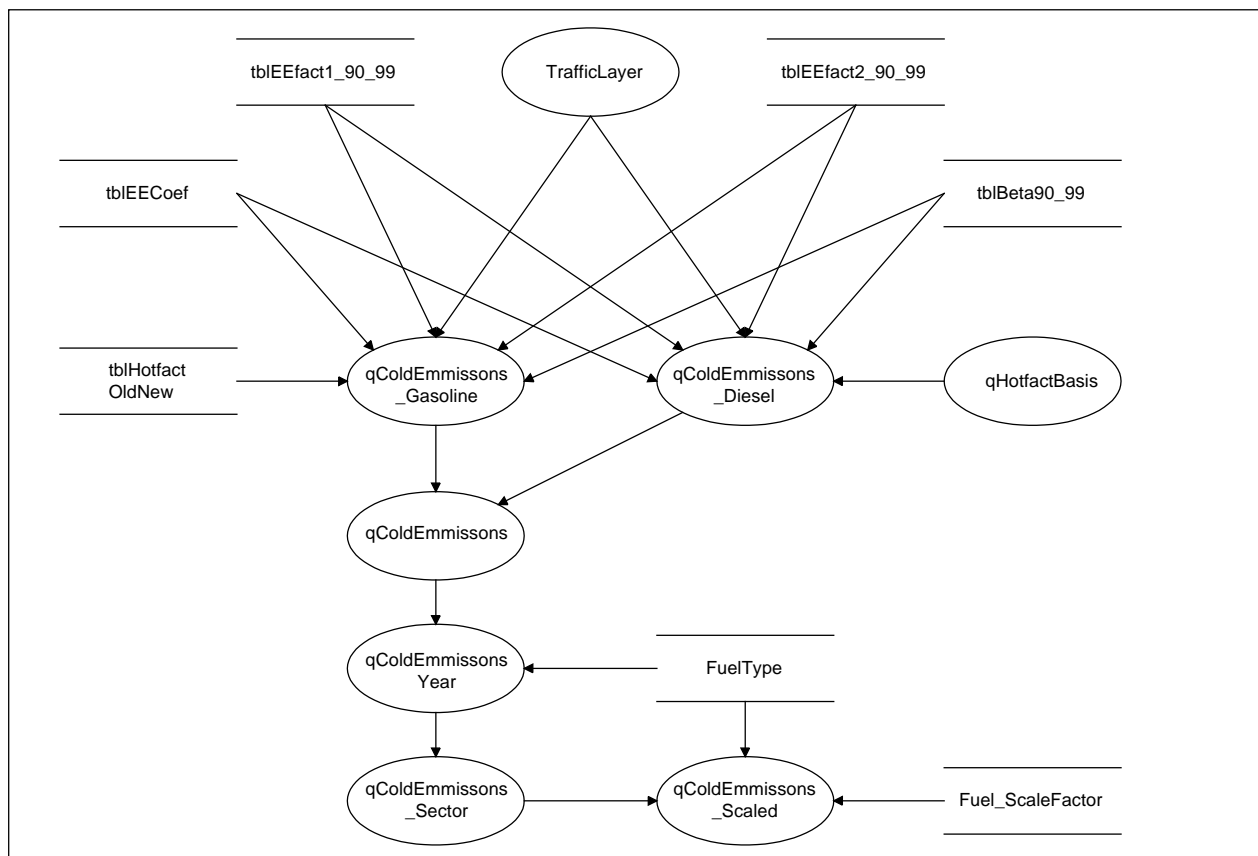 tblEEfact1_90_99
TrafficLayer
tblEEfact2_90_99
tblEECoef
tblBeta90_99
tblHotfact
OldNew
qColdEmmissons
_Gasoline
qColdEmmissons
_Diesel
qHotfactBasis
qColdEmmissons
qColdEmmissons
Year
FuelType
qColdEmmissons
_Sector
qColdEmmissons
_Scaled
Fuel_ScaleFactor